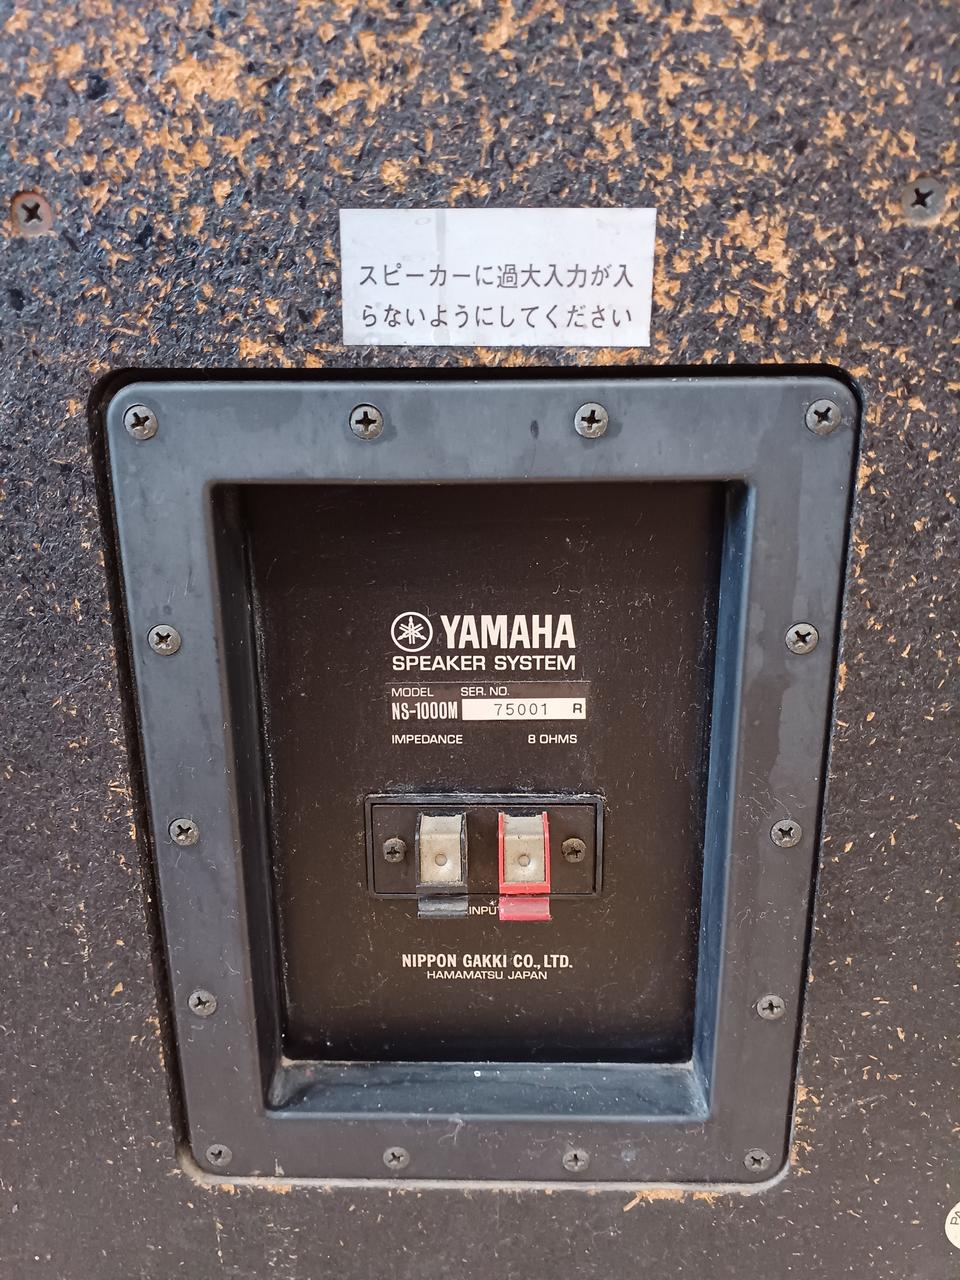 スピーカーに過大入力が入
らないようにしてください
YAMAHA
SPEAKER SYSTEM
MODEL SER. NO.
NS-1000M 75001 R
IMPEDANCE 8 OHMS
INPUT
NIPPON GAKKI CO., LTD.
HAMAMATSU JAPAN